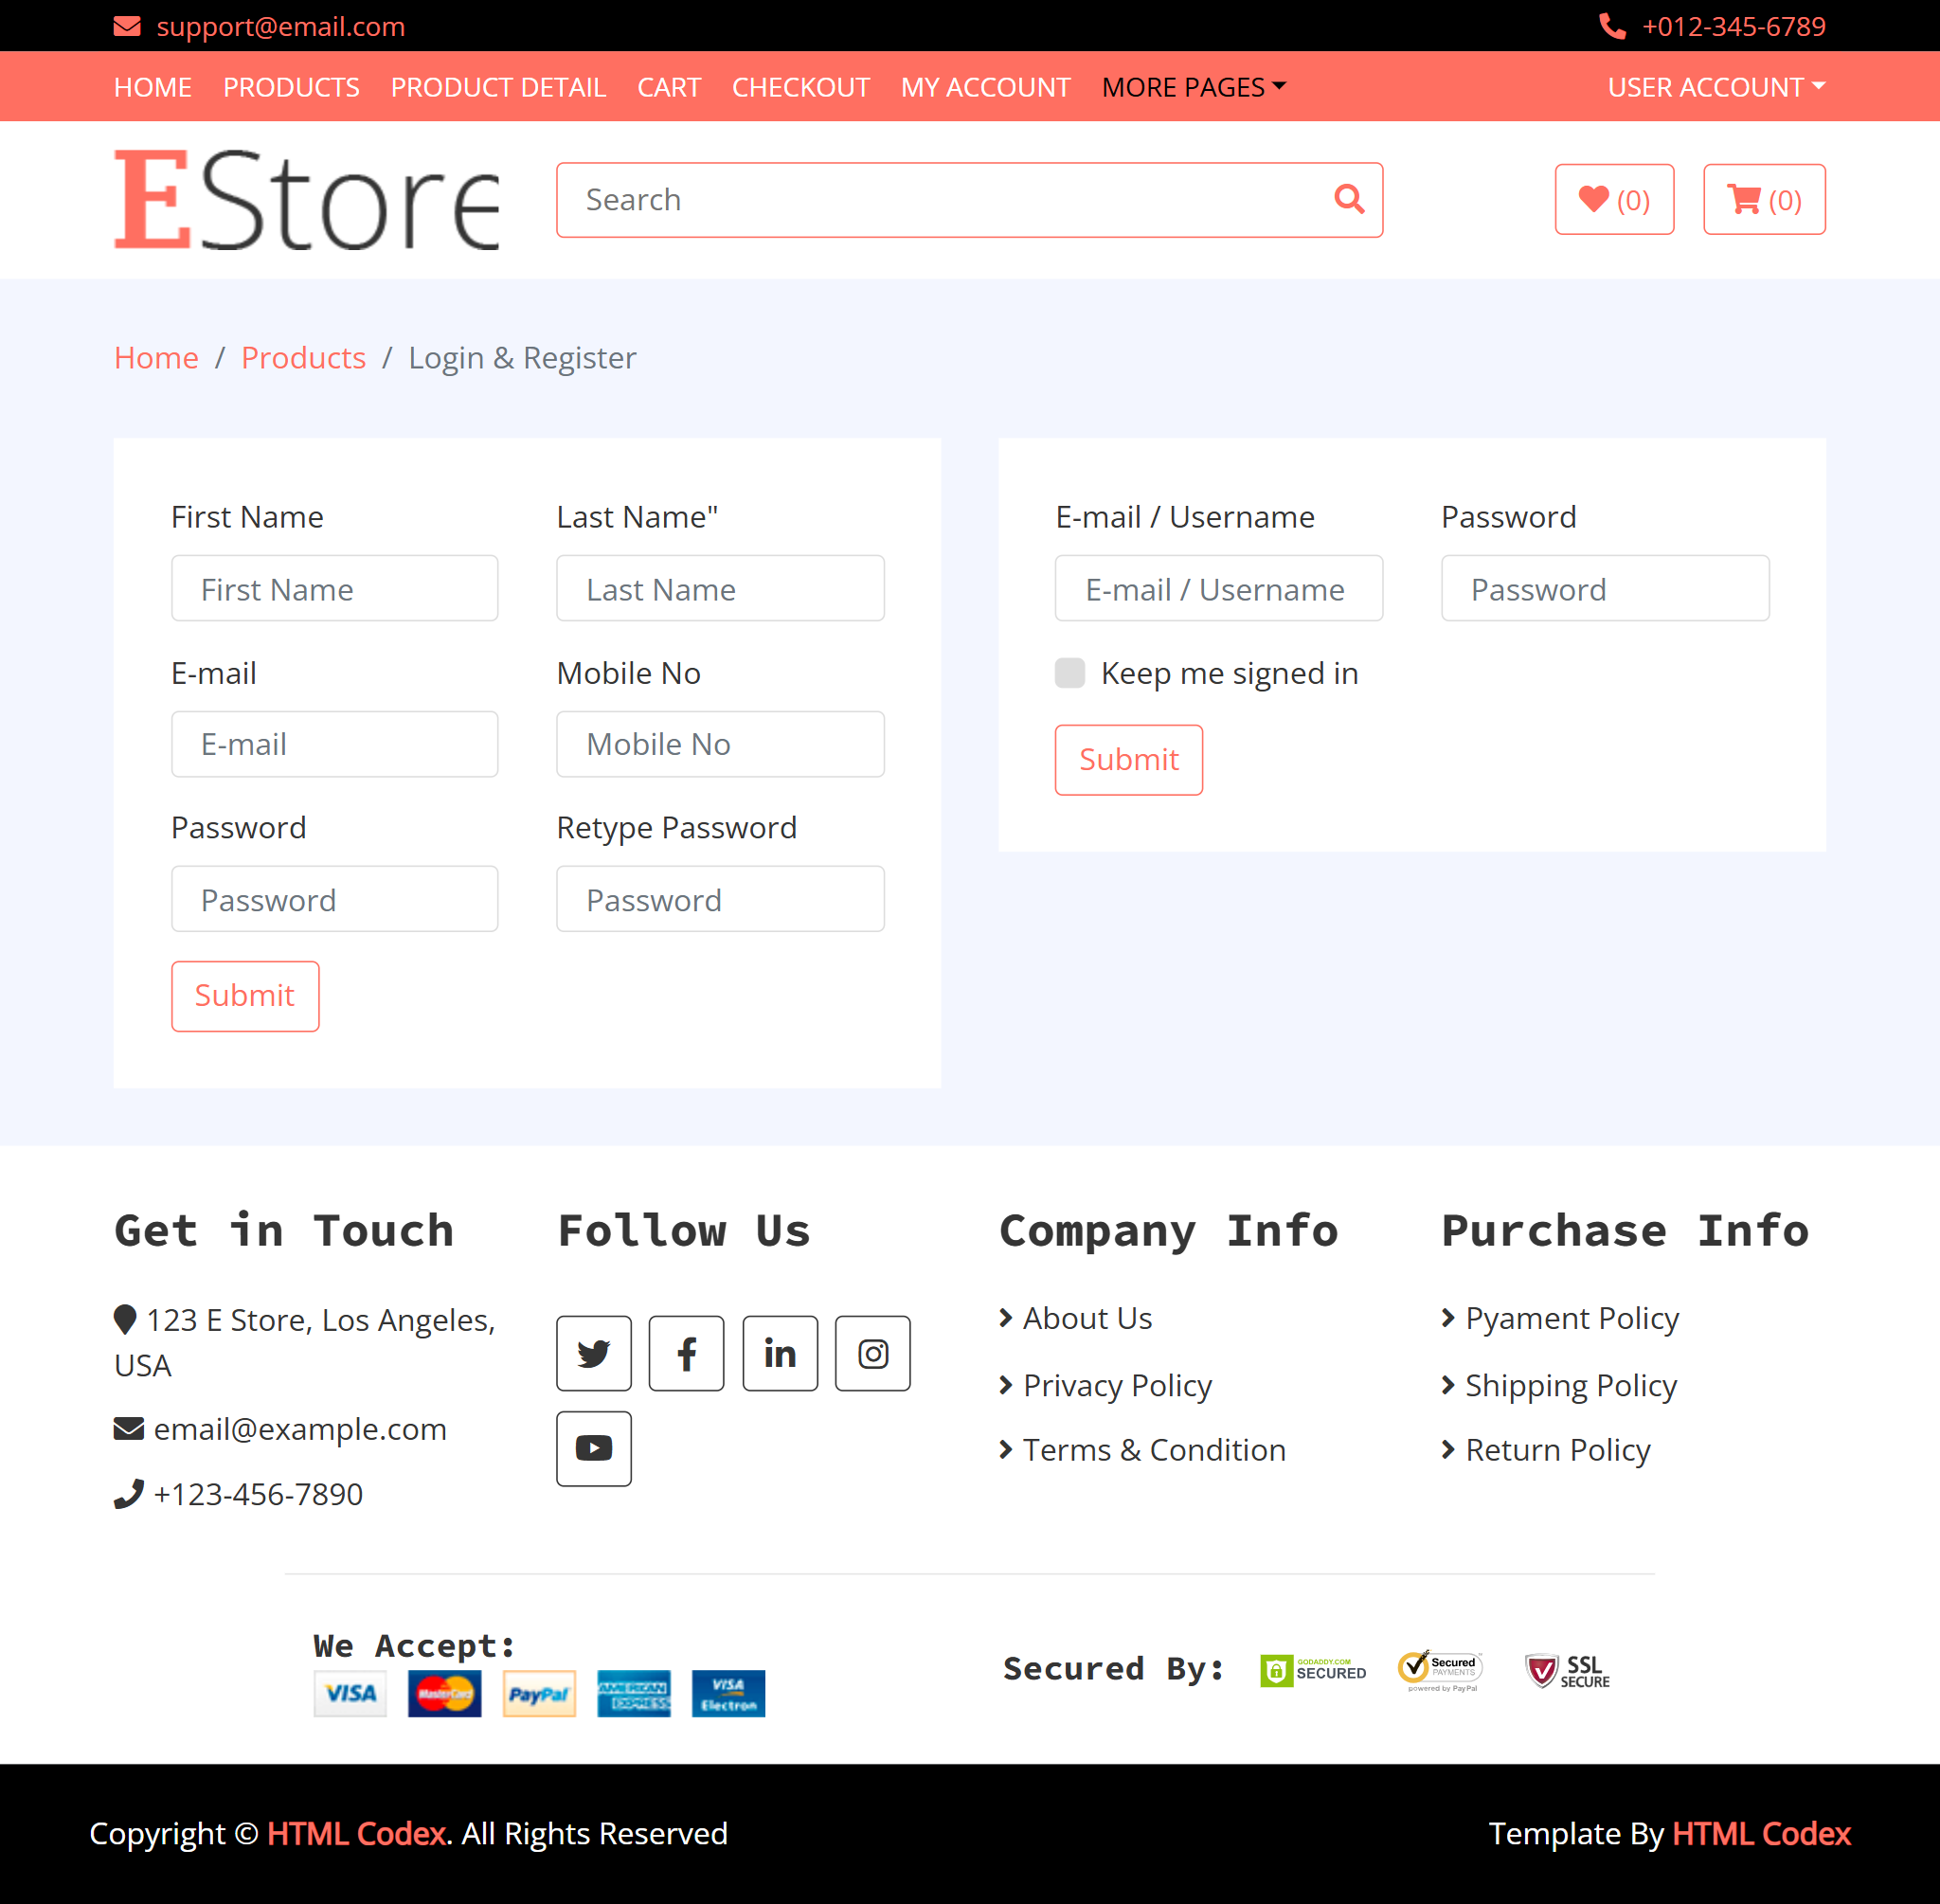 support@email.com
+012-345-6789
HOME PRODUCTS PRODUCT DETAIL CART CHECKOUT MY ACCOUNT MORE PAGES
USER ACCOUNT
EStore
Search
(0)
(0)
Home / Products / Login & Register
First Name
Last Name"
First Name
Last Name
E-mail
Mobile No
E-mail
Mobile No
Password
Retype Password
Password
Password
Submit
E-mail / Username
Password
E-mail / Username
Password
Keep me signed in
Submit
Get in Touch
123 E Store, Los Angeles,
USA
email@example.com
+123-456-7890
Follow Us
Company Info
About Us
Privacy Policy
Terms & Condition
Purchase Info
Pyament Policy
Shipping Policy
Return Policy
We Accept:
VISA
MasterCard
PayPal
AMERICAN
EXPRESS
VISA
Electron
Secured By:
GODADDY.COM
SECURED
Secured
PAYMENTS
powered by PayPal
SSL
SECURE
Copyright © HTML Codex. All Rights Reserved
Template By HTML Codex